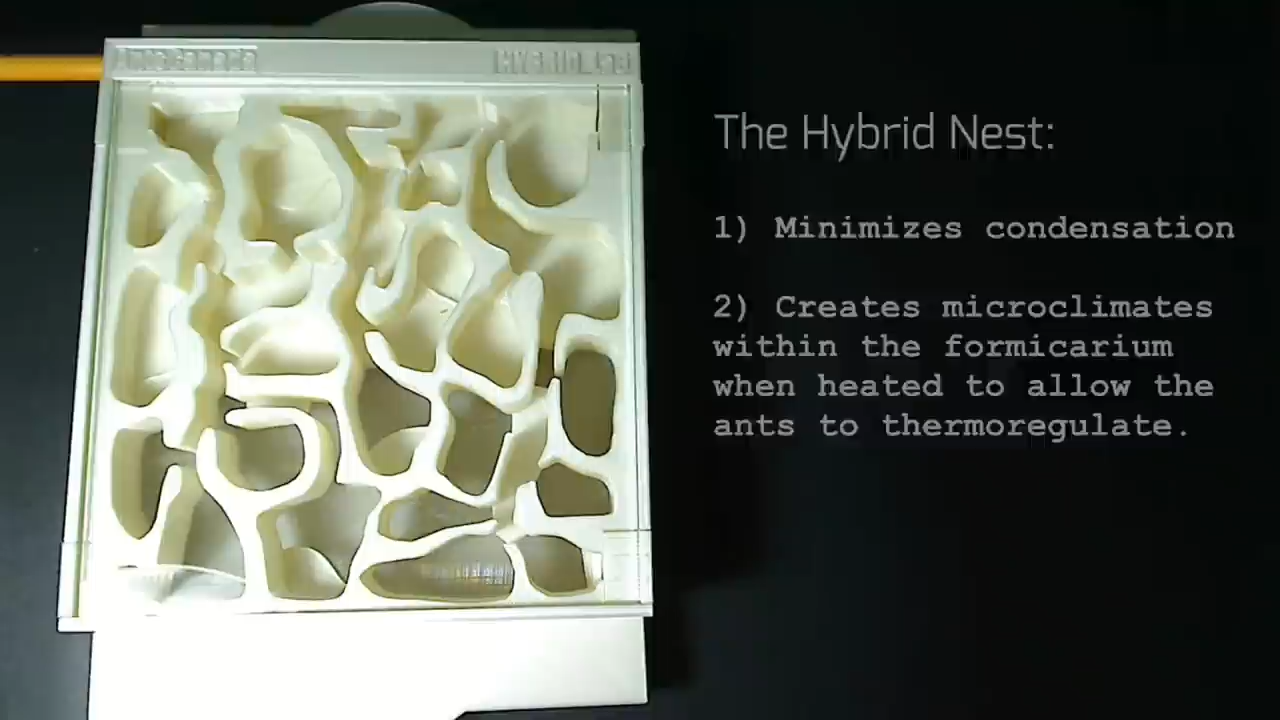 The Hybrid Nest:
1) Minimizes condensation
2) Creates microclimates
within the formicarium
when heated to allow the
ants to thermoregulate.